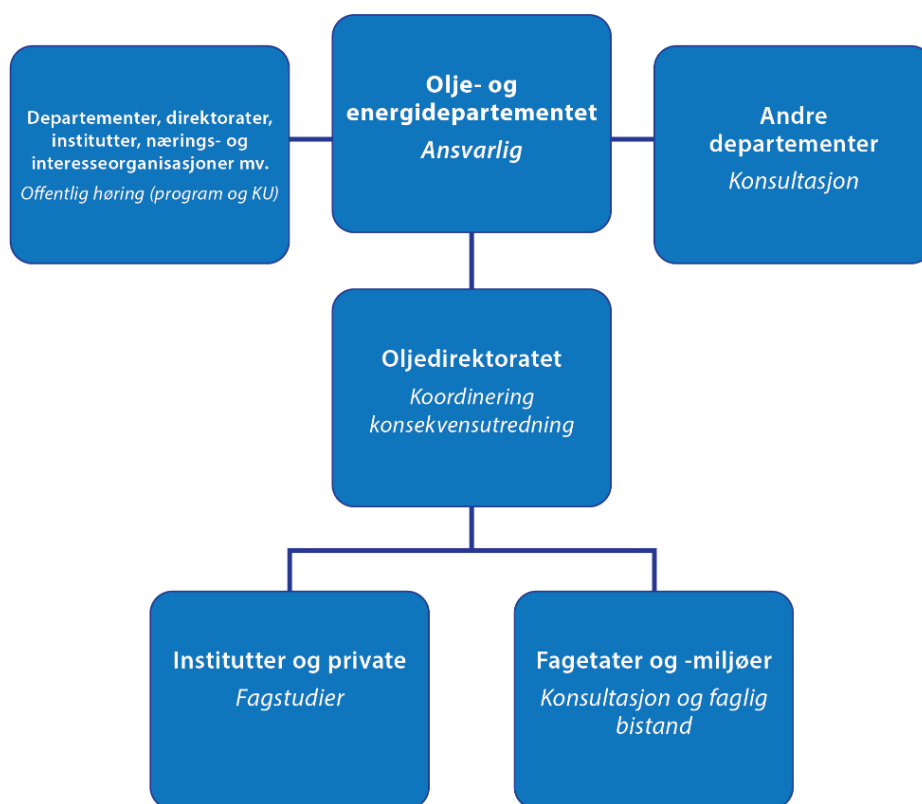 Departementer, direktorater,
institutter, nærings- og
interesseorganisasjoner mv.
Offentlig høring (program og KU)
Olje- og
energidepartementet
Ansvarlig
Andre
departementer
Konsultasjon
Oljedirektoratet
Koordinering
konsekvensutredning
Institutter og private
Fagstudier
Fagetater og -miljøer
Konsultasjon og faglig
bistand